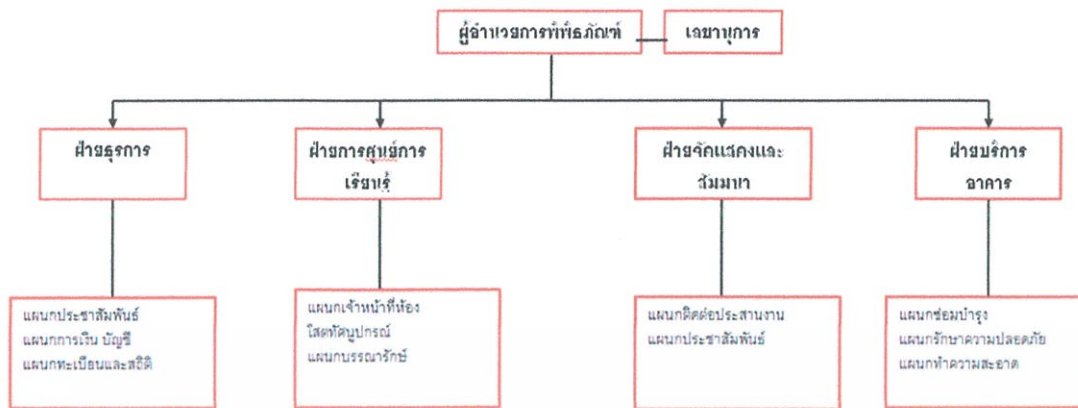 ผู้อำนวยการพิพิธภัณฑ์
เลขานุการ
ฝ่ายธุรการ
ฝ่ายการศูนย์การ
เรียนรู้
ฝ่ายจัดแสดงและ
สัมมนา
ฝ่ายบริการ
อาคาร
แผนกประชาสัมพันธ์
แผนกการเงิน บัญชี
แผนกทะเบียนและสถิติ
แผนกเจ้าหน้าที่ห้อง
โสตทัศนูปกรณ์
แผนกบรรณารักษ์
แผนกติดต่อประสานงาน
แผนกประชาสัมพันธ์
แผนกซ่อมบำรุง
แผนกรักษาความปลอดภัย
แผนกทำความสะอาด